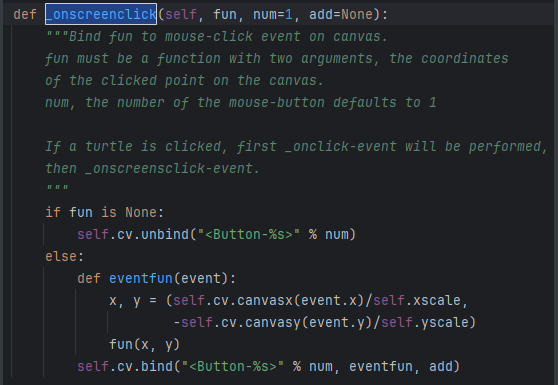 def _onscreenclick(self, fun, num=1, add=None):
    """Bind fun to mouse-click event on canvas.
    fun must be a function with two arguments, the coordinates
    of the clicked point on the canvas.
    num, the number of the mouse-button defaults to 1

    If a turtle is clicked, first _onclick-event will be performed,
    then _onscreensclick-event.
    """
    if fun is None:
        self.cv.unbind("<Button-%s>" % num)
    else:
        def eventfun(event):
            x, y = (self.cv.canvasx(event.x)/self.xscale,
                    -self.cv.canvasy(event.y)/self.yscale)
            fun(x, y)
        self.cv.bind("<Button-%s>" % num, eventfun, add)